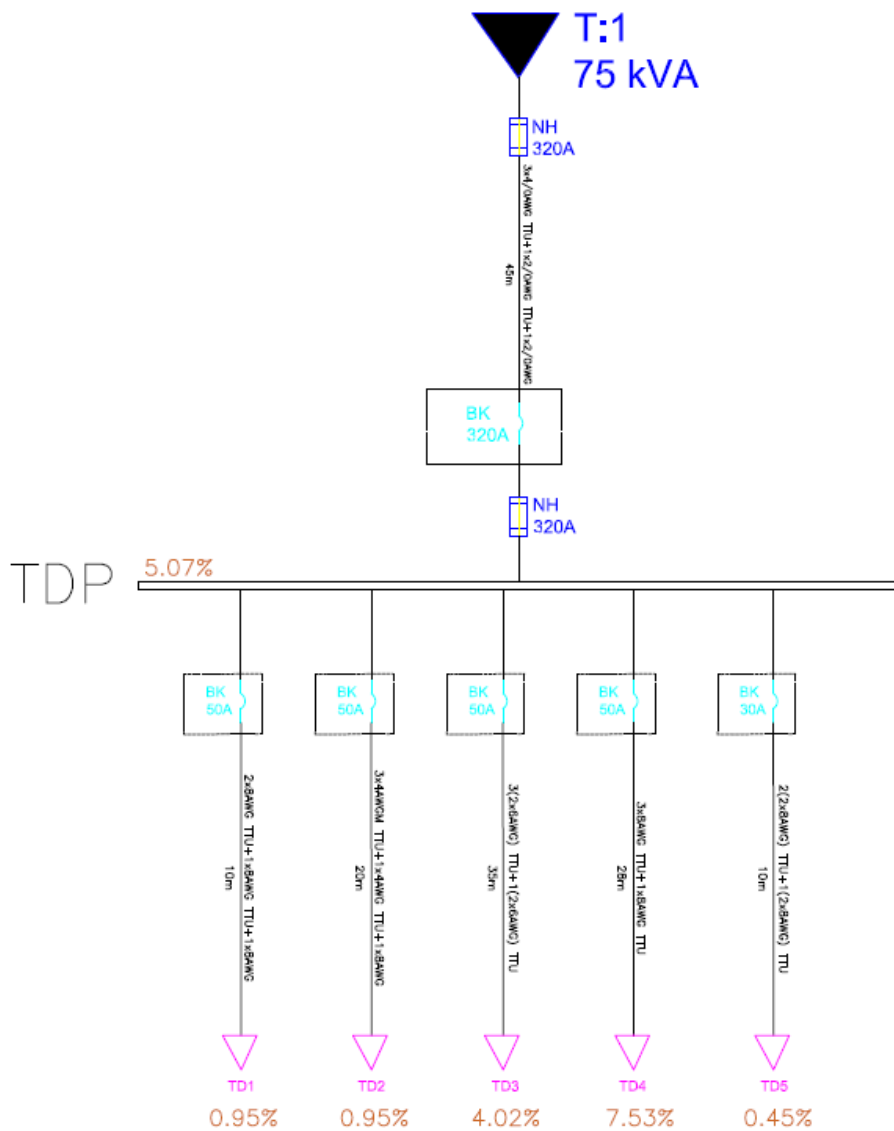 T:1
75 kVA
NH
320A
3x4/0AWG TTU+1x2/0AWG TTU+1x2/0AWG
45m
BK
320A
NH
320A
TDP
5.07%
BK
50A
BK
50A
BK
50A
BK
50A
BK
30A
2x8AWG TTU+1x8AWG TTU+1x8AWG
10m
3x4AWGM TTU+1x4AWG TTU+1x8AWG
20m
3(2x6AWG) TTU+1(2x6AWG) TTU
35m
3x8AWG TTU+1x8AWG TTU
28m
2(2x8AWG) TTU+1(2x8AWG) TTU
10m
TD1
TD2
TD3
TD4
TD5
0.95%
0.95%
4.02%
7.53%
0.45%